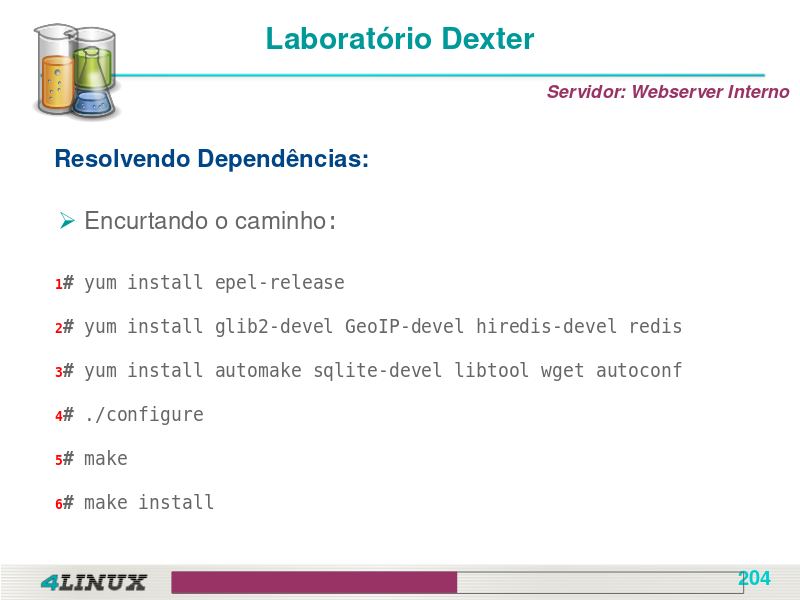 Laboratório Dexter
Servidor: Webserver Interno
Resolvendo Dependências:
Encurtando o caminho:
1# yum install epel-release
2# yum install glib2-devel GeoIP-devel hiredis-devel redis
3# yum install automake sqlite-devel libtool wget autoconf
4# ./configure
5# make
6# make install
4LINUX
204